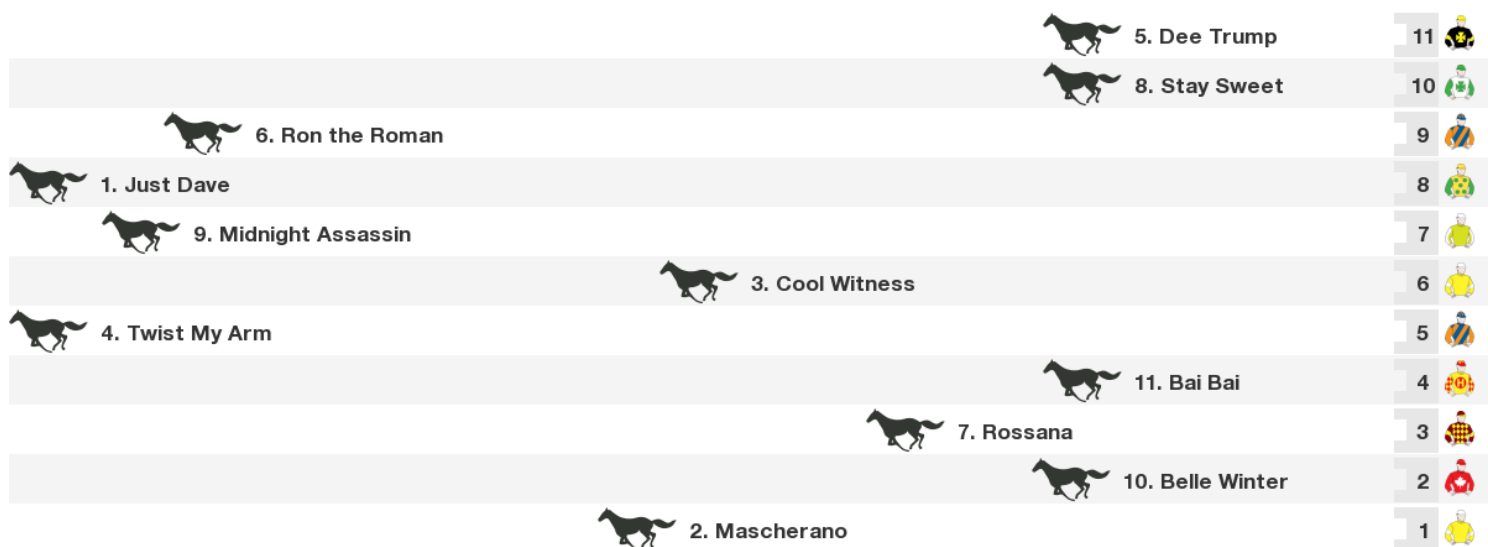 5. Dee Trump 11
8. Stay Sweet 10
6. Ron the Roman 9
1. Just Dave 8
9. Midnight Assassin 7
3. Cool Witness 6
4. Twist My Arm 5
11. Bai Bai 4
H
7. Rossana 3
10. Belle Winter 2
2. Mascherano 1